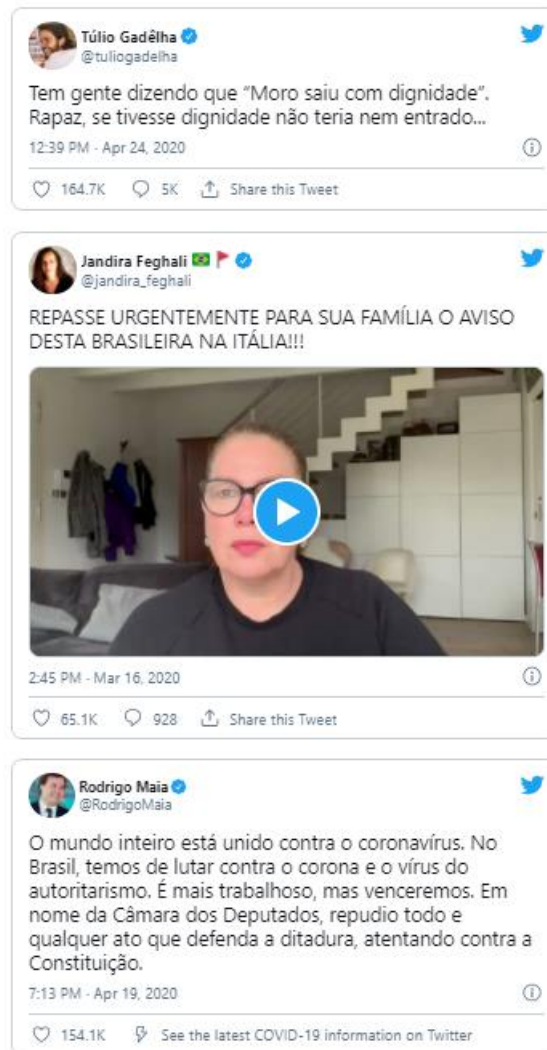 Túlio Gadêlha
@tuliogadelha
Tem gente dizendo que “Moro saiu com dignidade”.
Rapaz, se tivesse dignidade não teria nem entrado...
12:39 PM · Apr 24, 2020
164.7K 5K Share this Tweet
Jandira Feghali
@jandira_feghali
REPASSE URGENTEMENTE PARA SUA FAMÍLIA O AVISO
DESTA BRASILEIRA NA ITÁLIA!!!
2:45 PM · Mar 16, 2020
65.1K 928 Share this Tweet
Rodrigo Maia
@RodrigoMaia
O mundo inteiro está unido contra o coronavírus. No
Brasil, temos de lutar contra o corona e o vírus do
autoritarismo. É mais trabalhoso, mas venceremos. Em
nome da Câmara dos Deputados, repudio todo e
qualquer ato que defenda a ditadura, atentando contra a
Constituição.
7:13 PM · Apr 19, 2020
154.1K See the latest COVID-19 information on Twitter